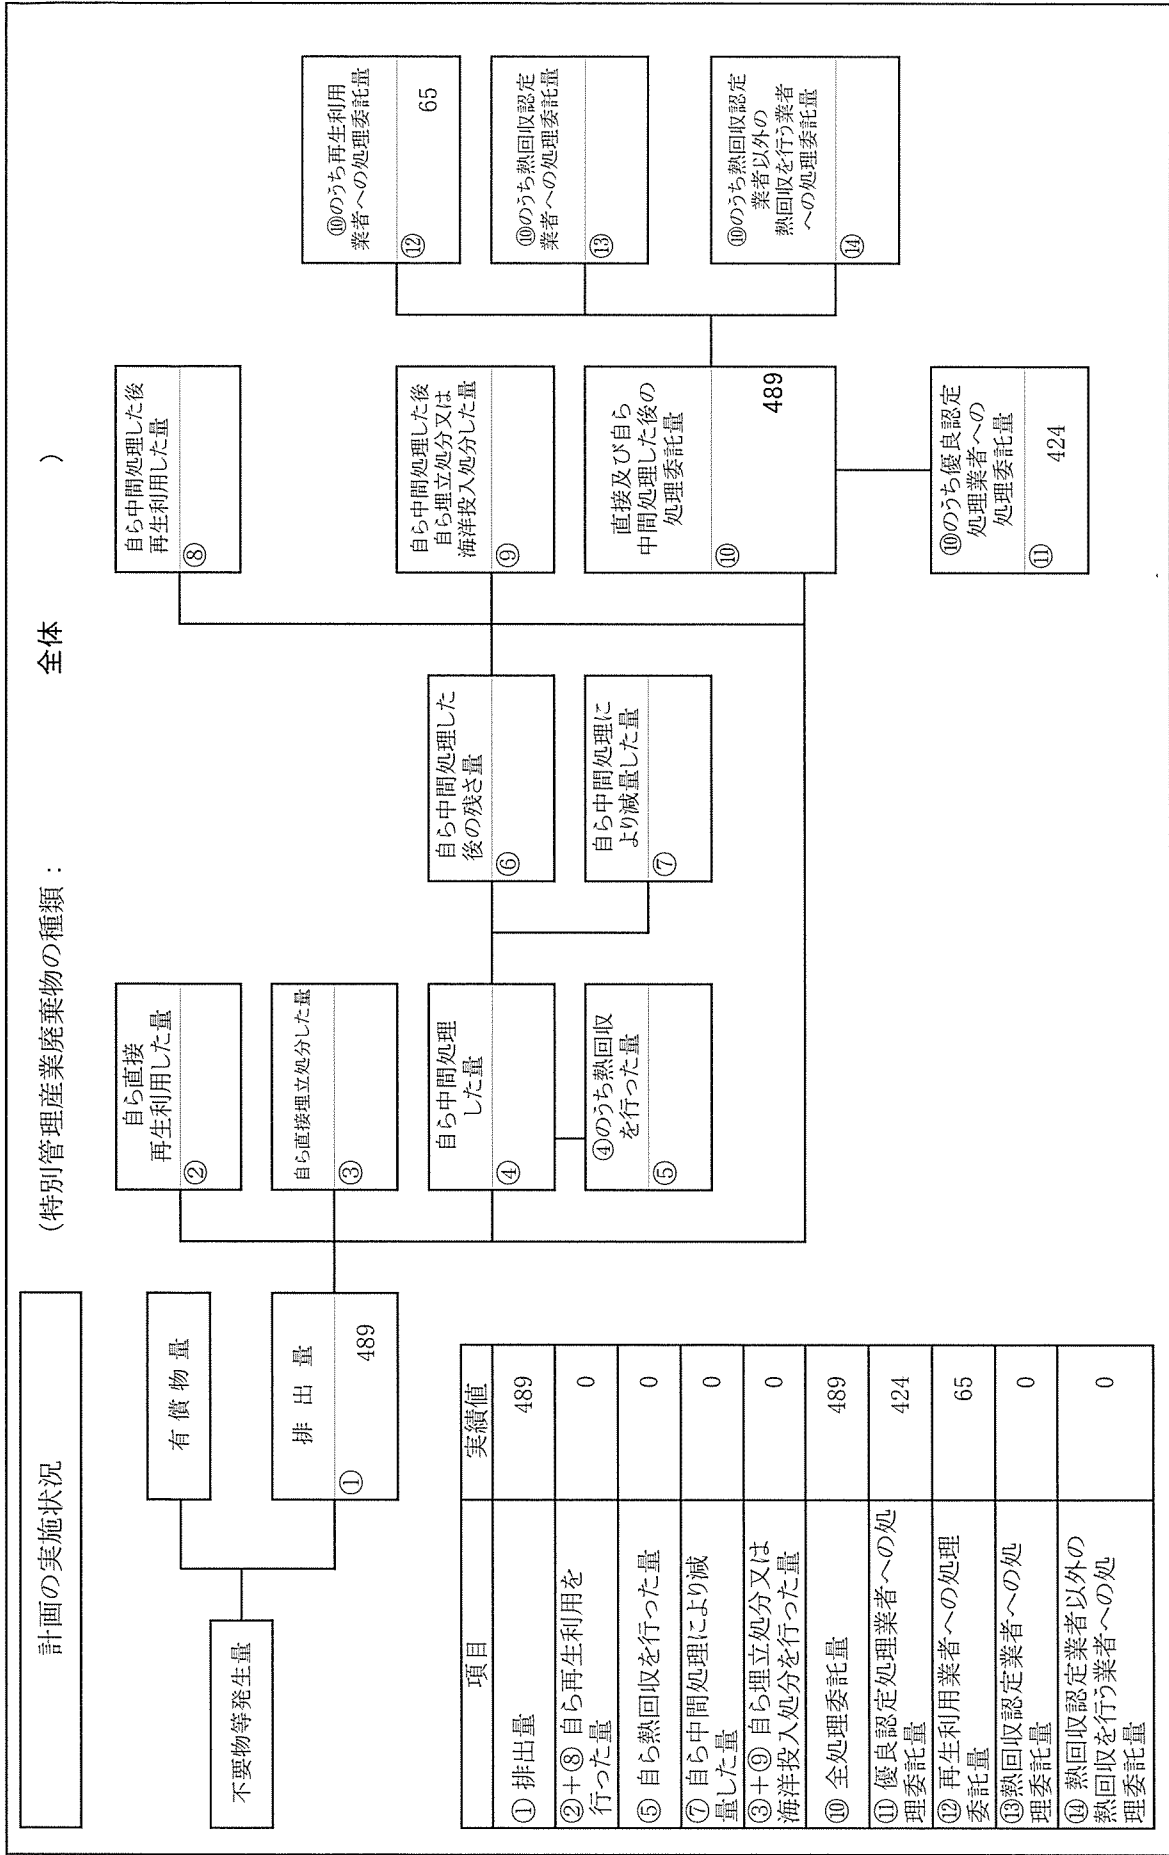 計画の実施状況
(特別管理産業廃棄物の種類:
全体
)
不要物等発生量
有償物量
排出量
①
489
自ら直接
再生利用した量
②
自ら直接埋立処分した量
③
自ら中間処理
した量
④
④のうち熱回収
を行った量
⑤
自ら中間処理した
後の残さ量
⑥
自ら中間処理に
より減量した量
⑦
自ら中間処理した後
再生利用した量
⑧
自ら中間処理した後
自ら埋立処分又は
海洋投入処分した量
⑨
直接及び自ら
中間処理した後の
処理委託量
⑩
489
⑩のうち優良認定
処理業者への
処理委託量
⑪
424
⑩のうち再生利用
業者への処理委託量
⑫
65
⑩のうち熱回収認定
業者への処理委託量
⑬
⑩のうち熱回収認定
業者以外の
熱回収を行う業者
への処理委託量
⑭
項目 実績値
①排出量 489
②+⑧ 自ら再生利用を
行った量 0
⑤ 自ら熱回収を行った量 0
⑦ 自ら中間処理により減
量した量 0
③+⑨ 自ら埋立処分又は
海洋投入処分を行った量 0
⑩ 全処理委託量 489
⑪ 優良認定処理業者への処
理委託量 424
⑫ 再生利用業者への処理
委託量 65
⑬熱回収認定業者への処
理委託量 0
⑭ 熱回収認定業者以外の
熱回収を行う業者への処
理委託量 0